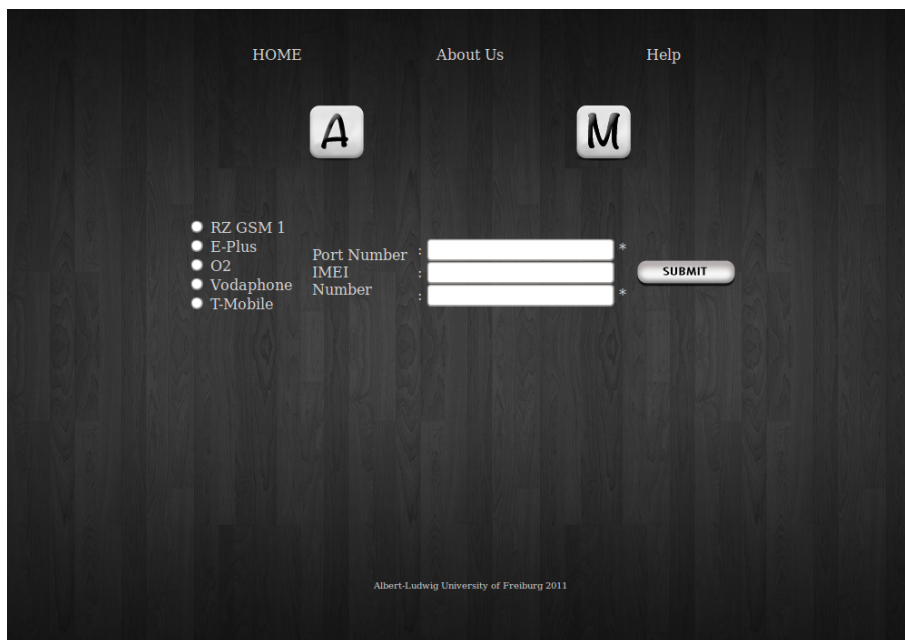 HOME About Us Help
A M
RZ GSM 1
E-Plus
O2
Vodaphone
T-Mobile
Port Number : *
IMEI :
Number : *
SUBMIT
Albert-Ludwig University of Freiburg 2011